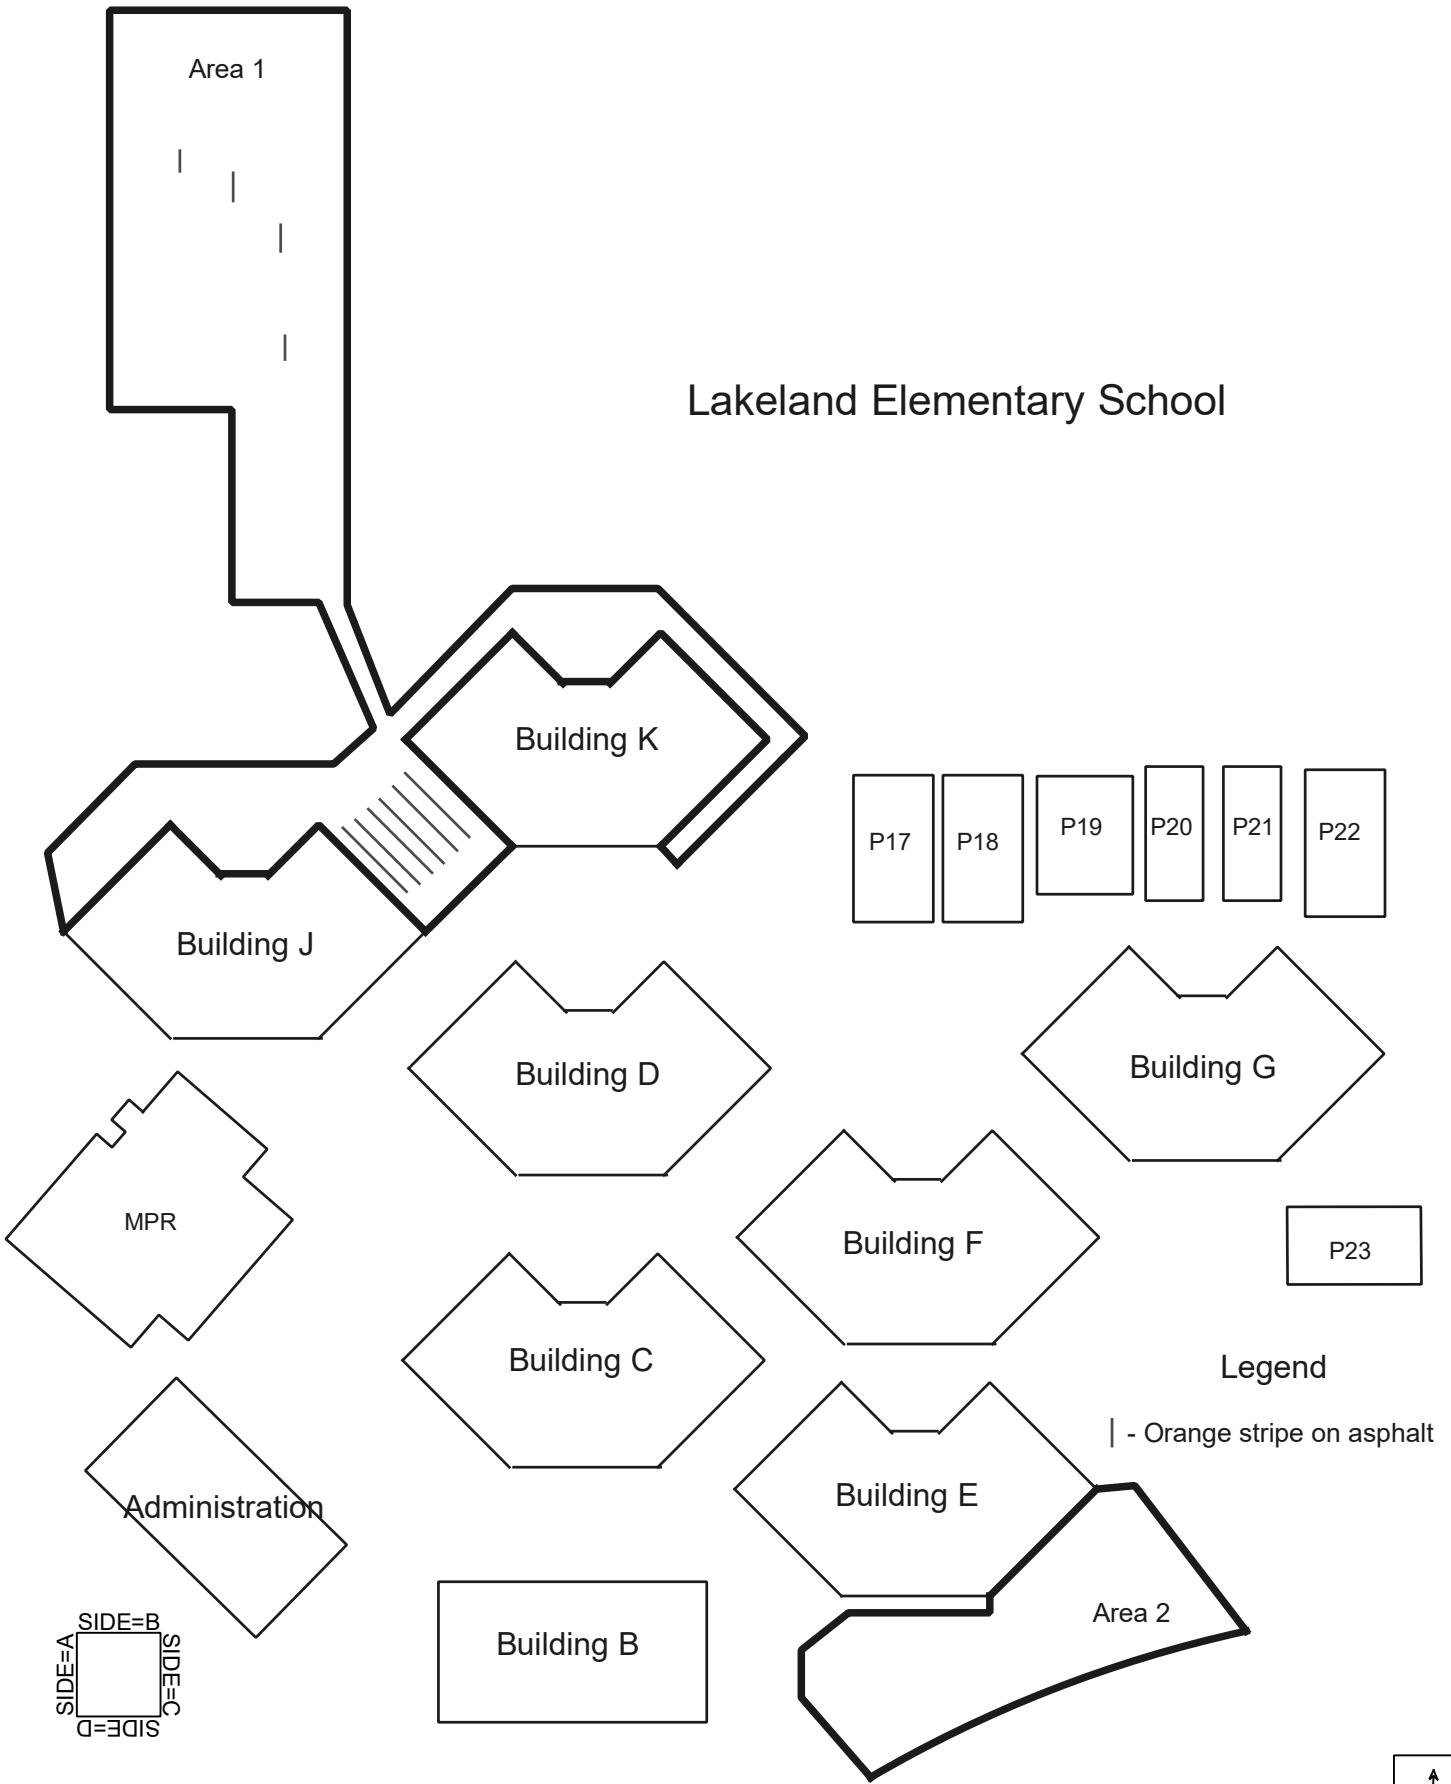 Area 1
Lakeland Elementary School
Building K
P17
P18
P19
P20
P21
P22
Building J
Building D
Building G
MPR
Building F
P23
Building C
Legend
| - Orange stripe on asphalt
Building E
Administration
Area 2
Building B
SIDE=B
SIDE=A
SIDE=C
SIDE=D